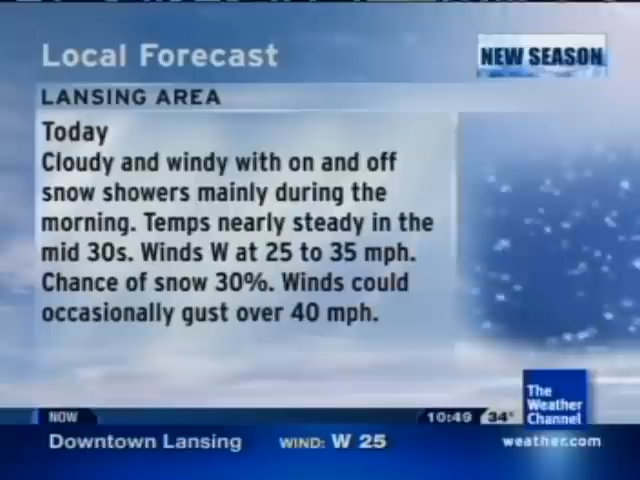 Local Forecast
NEW SEASON
LANSING AREA
Today
Cloudy and windy with on and off
snow showers mainly during the
morning. Temps nearly steady in the
mid 30s. Winds W at 25 to 35 mph.
Chance of snow 30%. Winds could
occasionally gust over 40 mph.
The
Weather
Channel
NOW
10:49
34°
Downtown Lansing
WIND: W 25
weather.com